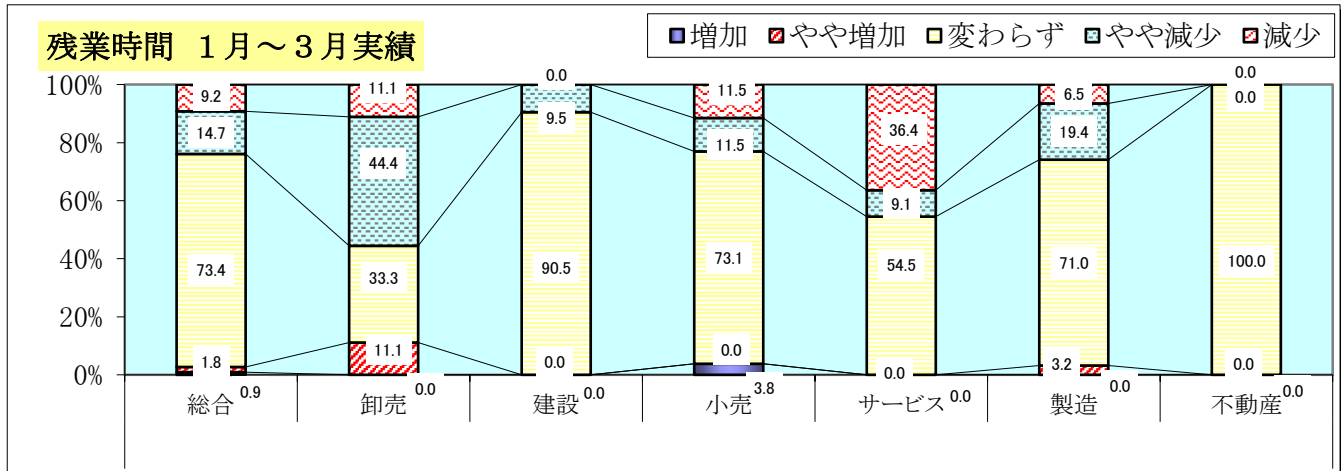 残業時間 1月～3月実績
増加 やや増加 変わらず やや減少 減少
100% 9.2 11.1 0.0 11.5 36.4 6.5 0.0
80% 14.7 44.4 9.5 11.5 9.1 19.4 0.0
60%
40% 73.4 33.3 90.5 73.1 54.5 71.0 100.0
20%
1.8 11.1 0.0 0.0 0.0 3.2 0.0
0%
総合 0.9 卸売 0.0 建設 0.0 小売 3.8 サービス 0.0 製造 0.0 不動産 0.0